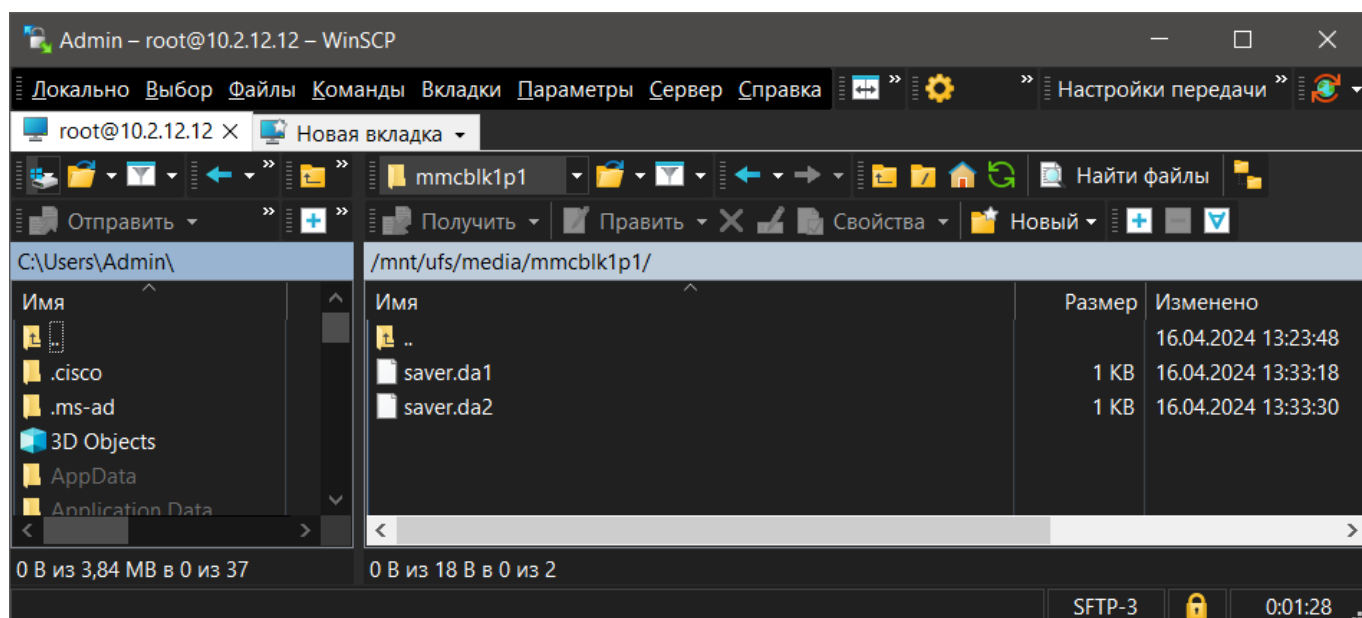 Admin – root@10.2.12.12 – WinSCP
Локально Выбор Файлы Команды Вкладки Параметры Сервер Справка » » Настройки передачи »
root@10.2.12.12 Новая вкладка
» » mmcblk1p1 Найти файлы
Отправить » » Получить Править Свойства Новый
C:\Users\Admin\ /mnt/ufs/media/mmcblk1p1/
Имя Имя Размер Изменено
.. .. 16.04.2024 13:23:48
.cisco saver.da1 1 KB 16.04.2024 13:33:18
.ms-ad saver.da2 1 KB 16.04.2024 13:33:30
3D Objects
AppData
Application Data
0 B из 3,84 MB в 0 из 37 0 B из 18 B в 0 из 2
SFTP-3 0:01:28